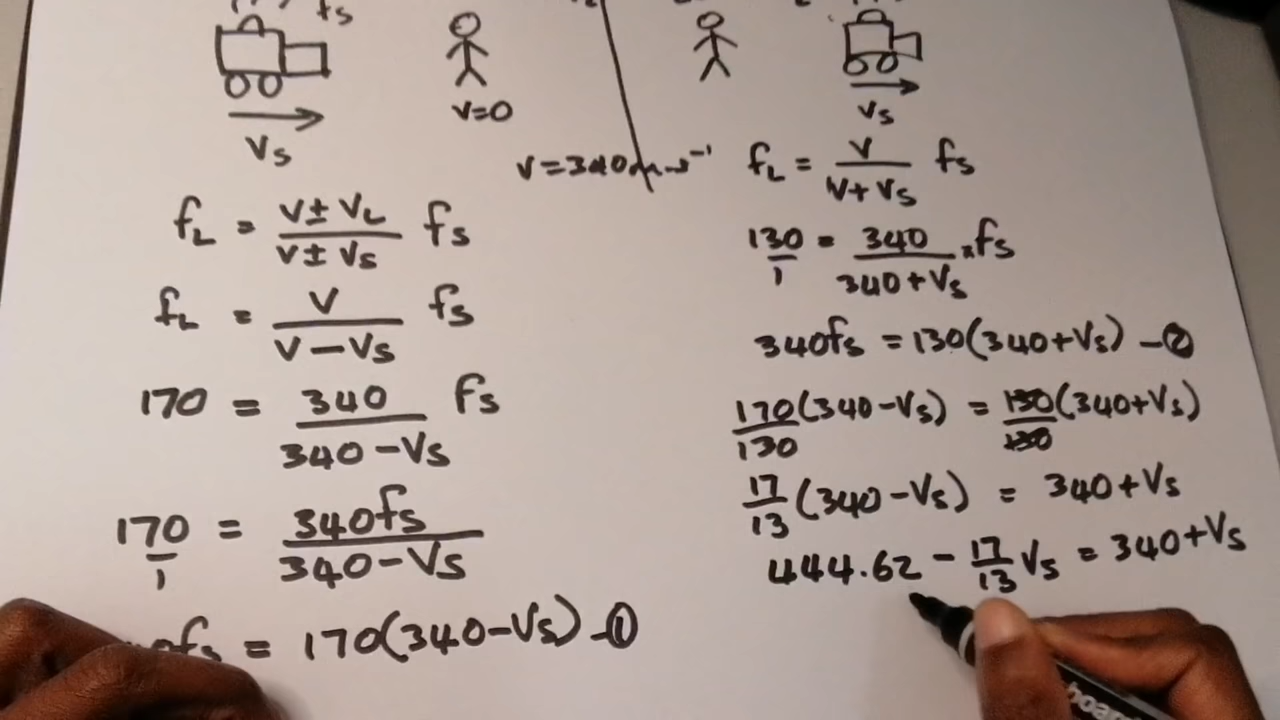 fs
v=0
Vs
V=340ms⁻¹
fL = V± VL / V± Vs fs
fL = V / V-Vs fs
170 = 340 / 340-Vs fs
170/1 = 340fs / 340-Vs
fs = 170(340-Vs) -①
Vs
fL = V / V+Vs fs
130/1 = 340 / 340+Vs × fs
340fs = 130(340+Vs) -②
170/130 (340-Vs) = 130/130 (340+Vs)
17/13 (340-Vs) = 340+Vs
444.62 - 17/13 Vs = 340+Vs
board